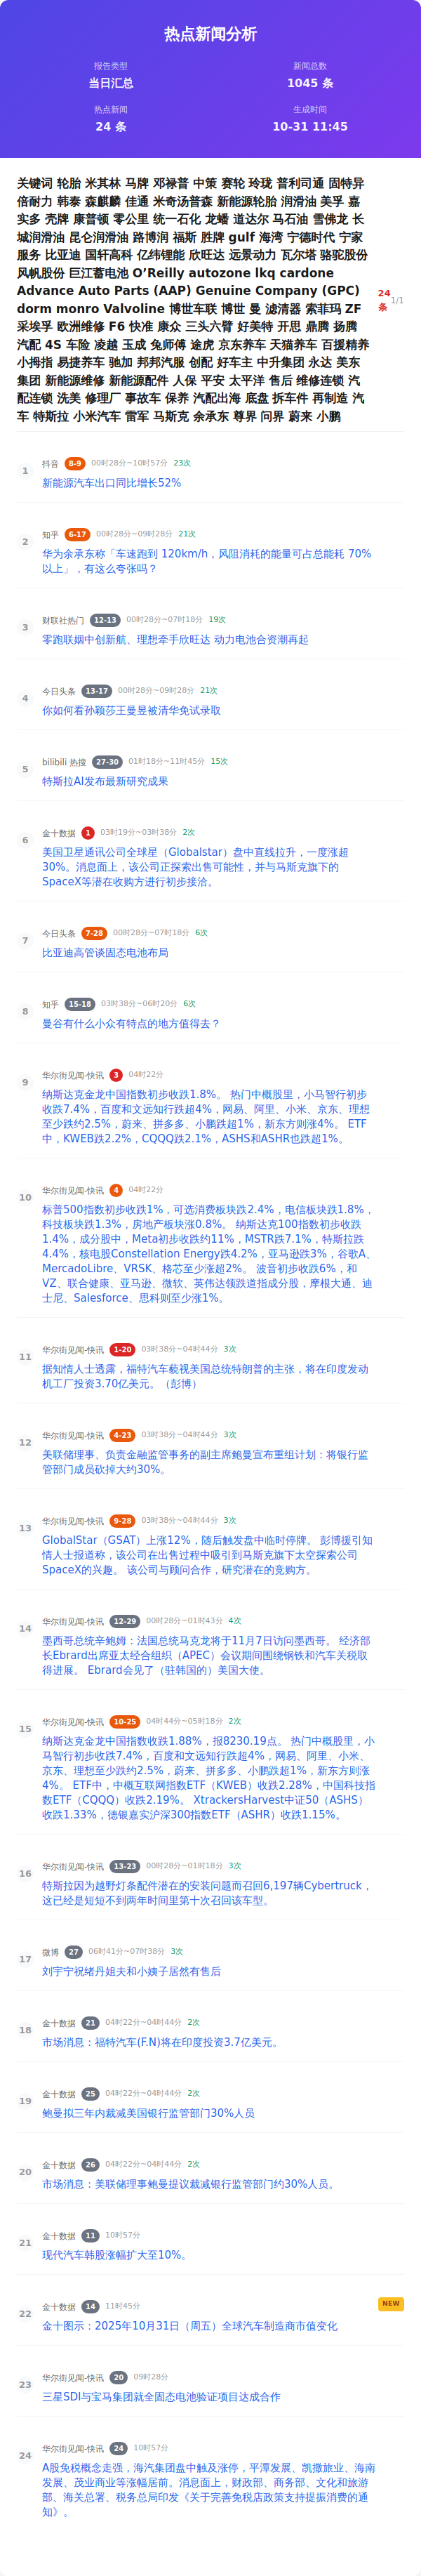 热点新闻分析
报告类型
新闻总数
当日汇总
1045 条
热点新闻
生成时间
24 条
10-31 11:45
关键词 轮胎 米其林 马牌 邓禄普 中策 赛轮 玲珑 普利司通 固特异
倍耐力 韩泰 森麒麟 佳通 米奇汤普森 新能源轮胎 润滑油 美孚 嘉
实多 壳牌 康普顿 零公里 统一石化 龙蟠 道达尔 马石油 雪佛龙 长
城润滑油 昆仑润滑油 路博润 福斯 胜牌 gulf 海湾 宁德时代 宁家
服务 比亚迪 国轩高科 亿纬锂能 欣旺达 远景动力 瓦尔塔 骆驼股份
风帆股份 巨江蓄电池 O’Reilly autozone lkq cardone
Advance Auto Parts (AAP) Genuine Company (GPC)
dorm monro Valvoline 博世车联 博世 曼 滤清器 索菲玛 ZF
采埃孚 欧洲维修 F6 快准 康众 三头六臂 好美特 开思 鼎腾 扬腾
汽配 4S 车险 凌越 玉成 兔师傅 途虎 京东养车 天猫养车 百援精养
小拇指 易捷养车 驰加 邦邦汽服 创配 好车主 中升集团 永达 美东
集团 新能源维修 新能源配件 人保 平安 太平洋 售后 维修连锁 汽
配连锁 洗美 修理厂 事故车 保养 汽配出海 底盘 拆车件 再制造 汽
车 特斯拉 小米汽车 雷军 马斯克 余承东 尊界 问界 蔚来 小鹏
24
条
1/1
1
抖音 8-9 00时28分~10时57分 23次
新能源汽车出口同比增长52%
2
知乎 6-17 00时28分~09时28分 21次
华为余承东称「车速跑到 120km/h，风阻消耗的能量可占总能耗 70%
以上」，有这么夸张吗？
3
财联社热门 12-13 00时28分~07时18分 19次
零跑联姻中创新航、理想牵手欣旺达 动力电池合资潮再起
4
今日头条 13-17 00时28分~09时28分 21次
你如何看孙颖莎王曼昱被清华免试录取
5
bilibili 热搜 27-30 01时18分~11时45分 15次
特斯拉AI发布最新研究成果
6
金十数据 1 03时19分~03时38分 2次
美国卫星通讯公司全球星（Globalstar）盘中直线拉升，一度涨超
30%。消息面上，该公司正探索出售可能性，并与马斯克旗下的
SpaceX等潜在收购方进行初步接洽。
7
今日头条 7-28 00时28分~07时18分 6次
比亚迪高管谈固态电池布局
8
知乎 15-18 03时38分~06时20分 6次
曼谷有什么小众有特点的地方值得去？
9
华尔街见闻-快讯 3 04时22分
纳斯达克金龙中国指数初步收跌1.8%。 热门中概股里，小马智行初步
收跌7.4%，百度和文远知行跌超4%，网易、阿里、小米、京东、理想
至少跌约2.5%，蔚来、拼多多、小鹏跌超1%，新东方则涨4%。 ETF
中，KWEB跌2.2%，CQQQ跌2.1%，ASHS和ASHR也跌超1%。
10
华尔街见闻-快讯 4 04时22分
标普500指数初步收跌1%，可选消费板块跌2.4%，电信板块跌1.8%，
科技板块跌1.3%，房地产板块涨0.8%。 纳斯达克100指数初步收跌
1.4%，成分股中，Meta初步收跌约11%，MSTR跌7.1%，特斯拉跌
4.4%，核电股Constellation Energy跌4.2%，亚马逊跌3%，谷歌A、
MercadoLibre、VRSK、格芯至少涨超2%。 波音初步收跌6%，和
VZ、联合健康、亚马逊、微软、英伟达领跌道指成分股，摩根大通、迪
士尼、Salesforce、思科则至少涨1%。
11
华尔街见闻-快讯 1-20 03时38分~04时44分 3次
据知情人士透露，福特汽车藐视美国总统特朗普的主张，将在印度发动
机工厂投资3.70亿美元。（彭博）
12
华尔街见闻-快讯 4-23 03时38分~04时44分 3次
美联储理事、负责金融监管事务的副主席鲍曼宣布重组计划：将银行监
管部门成员砍掉大约30%。
13
华尔街见闻-快讯 9-28 03时38分~04时44分 3次
GlobalStar（GSAT）上涨12%，随后触发盘中临时停牌。 彭博援引知
情人士报道称，该公司在出售过程中吸引到马斯克旗下太空探索公司
SpaceX的兴趣。 该公司与顾问合作，研究潜在的竞购方。
14
华尔街见闻-快讯 12-29 00时28分~01时43分 4次
墨西哥总统辛鲍姆：法国总统马克龙将于11月7日访问墨西哥。 经济部
长Ebrard出席亚太经合组织（APEC）会议期间围绕钢铁和汽车关税取
得进展。 Ebrard会见了（驻韩国的）美国大使。
15
华尔街见闻-快讯 10-25 04时44分~05时18分 2次
纳斯达克金龙中国指数收跌1.88%，报8230.19点。 热门中概股里，小
马智行初步收跌7.4%，百度和文远知行跌超4%，网易、阿里、小米、
京东、理想至少跌约2.5%，蔚来、拼多多、小鹏跌超1%，新东方则涨
4%。 ETF中，中概互联网指数ETF（KWEB）收跌2.28%，中国科技指
数ETF（CQQQ）收跌2.19%。 XtrackersHarvest中证50（ASHS）
收跌1.33%，德银嘉实沪深300指数ETF（ASHR）收跌1.15%。
16
华尔街见闻-快讯 13-23 00时28分~01时18分 3次
特斯拉因为越野灯条配件潜在的安装问题而召回6,197辆Cybertruck，
这已经是短短不到两年时间里第十次召回该车型。
17
微博 27 06时41分~07时38分 3次
刘宇宁祝绪丹姐夫和小姨子居然有售后
18
金十数据 21 04时22分~04时44分 2次
市场消息：福特汽车(F.N)将在印度投资3.7亿美元。
19
金十数据 25 04时22分~04时44分 2次
鲍曼拟三年内裁减美国银行监管部门30%人员
20
金十数据 26 04时22分~04时44分 2次
市场消息：美联储理事鲍曼提议裁减银行监管部门约30%人员。
21
金十数据 11 10时57分
现代汽车韩股涨幅扩大至10%。
22
金十数据 14 11时45分
NEW
金十图示：2025年10月31日（周五）全球汽车制造商市值变化
23
华尔街见闻-快讯 20 09时28分
三星SDI与宝马集团就全固态电池验证项目达成合作
24
华尔街见闻-快讯 24 10时57分
A股免税概念走强，海汽集团盘中触及涨停，平潭发展、凯撒旅业、海南
发展、茂业商业等涨幅居前。消息面上，财政部、商务部、文化和旅游
部、海关总署、税务总局印发《关于完善免税店政策支持提振消费的通
知》。